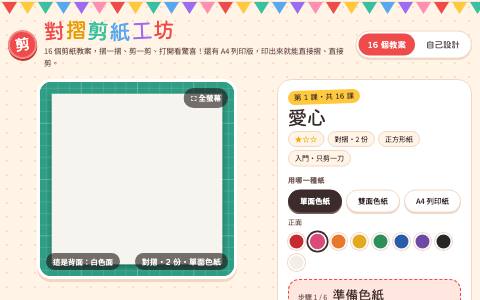 剪
對摺剪紙工坊
16 個剪紙教案，摺一摺、剪一剪、打開看驚喜！還有 A4 列印版，印出來就能直接摺、直接
剪。
16 個教案
自己設計
全螢幕
這是背面：白色面
對摺・2 份・單面色紙
第 1 課・共 16 課
愛心
★☆☆
對摺・2 份
正方形紙
入門・只剪一刀
用哪一種紙
單面色紙
雙面色紙
A4 列印紙
正面
步驟 1 / 6
準備色紙